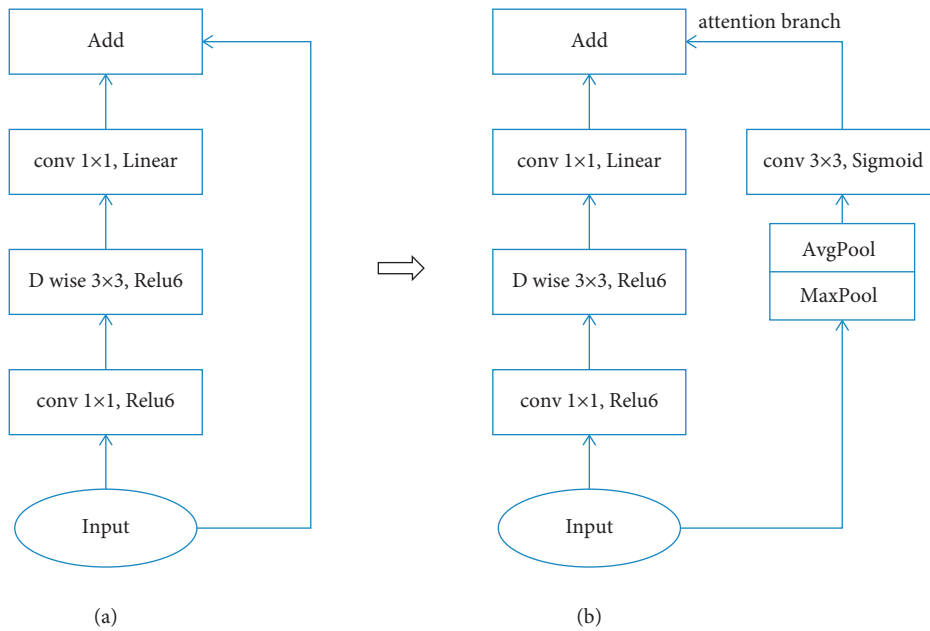 Add
conv 1×1, Linear
D wise 3×3, Relu6
conv 1×1, Relu6
Input
(a)
attention branch
Add
conv 1×1, Linear
conv 3×3, Sigmoid
D wise 3×3, Relu6
AvgPool
MaxPool
conv 1×1, Relu6
Input
(b)